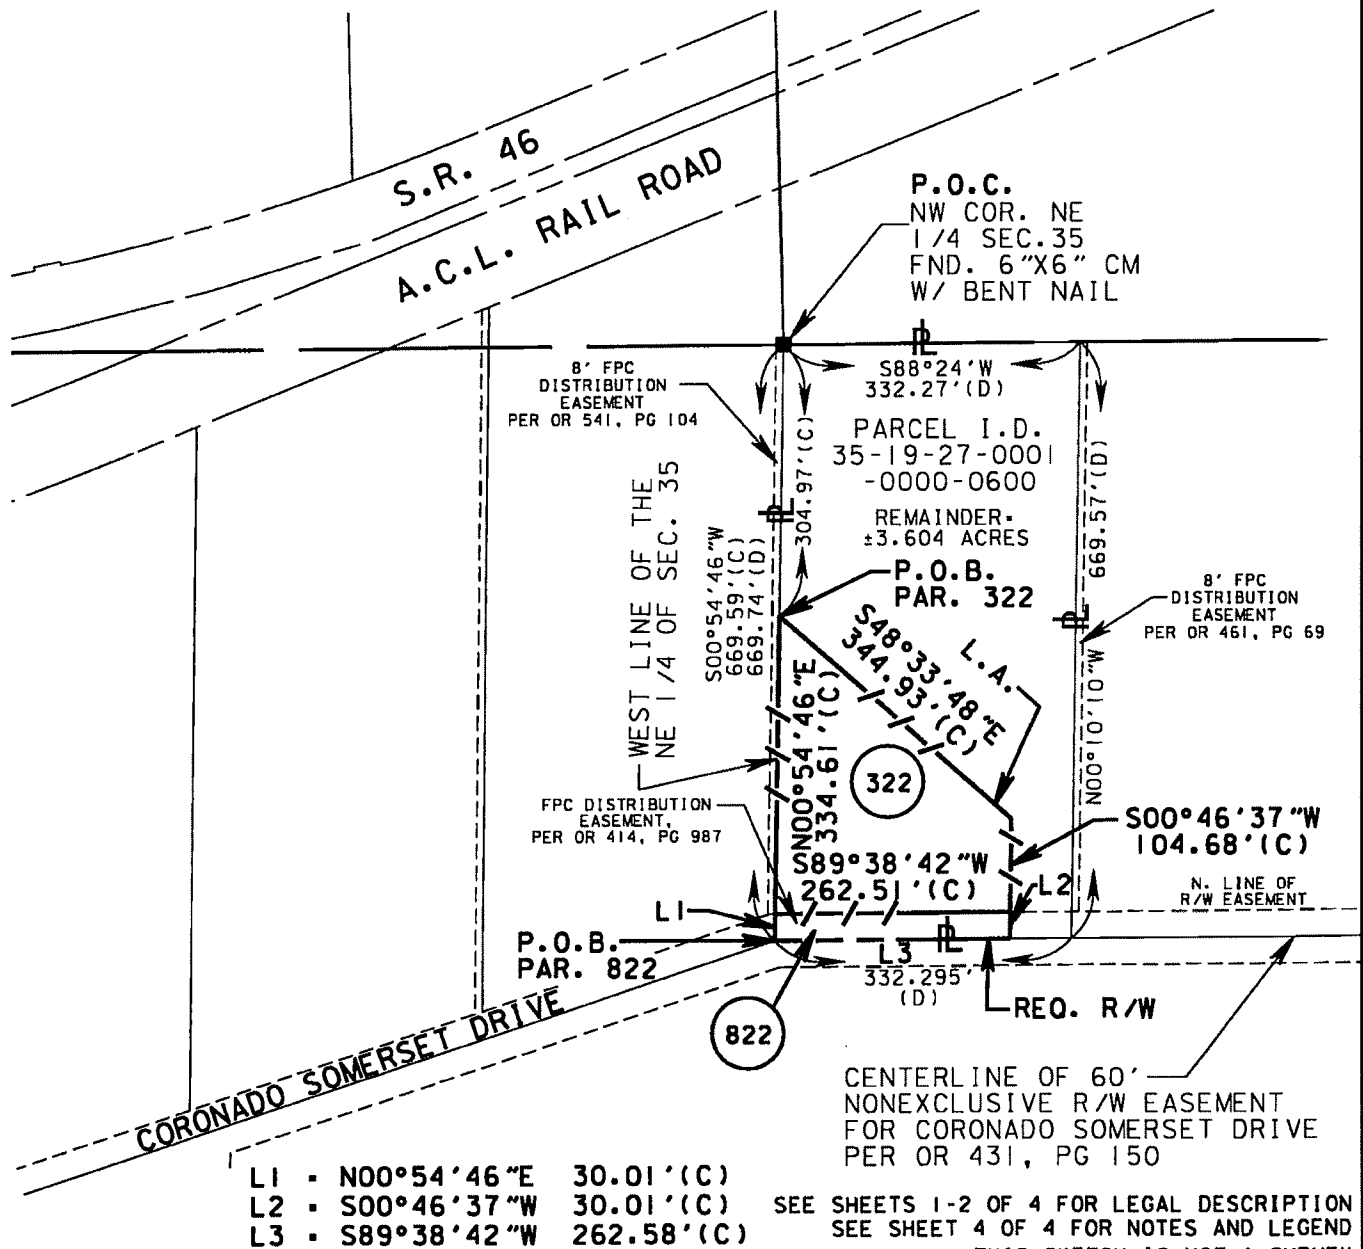 S.R. 46
A.C.L. RAIL ROAD
P.O.C.
NW COR. NE
1/4 SEC.35
FND. 6"X6" CM
W/ BENT NAIL
PL
S88°24'W
332.27'(D)
8' FPC
DISTRIBUTION
EASEMENT
PER OR 541, PG 104
PARCEL I.D.
35-19-27-0001
-0000-0600
REMAINDER=
±3.604 ACRES
304.97'(C)
669.57'(D)
PL
WEST LINE OF THE
NE 1/4 OF SEC. 35
S00°54'46"W
669.59'(C)
669.74'(D)
P.O.B.
PAR. 322
8' FPC
DISTRIBUTION
EASEMENT
PER OR 461, PG 69
PL
S48°33'48"E
344.93'(C)
L.A.
N00°54'46"E
334.61'(C)
322
N00°10'10"W
FPC DISTRIBUTION
EASEMENT,
PER OR 414, PG 987
S00°46'37"W
104.68'(C)
S89°38'42"W
262.51'(C)
L2
N. LINE OF
R/W EASEMENT
L1
P.O.B.
PAR. 822
PL
L3
332.295'
(D)
REQ. R/W
822
CORONADO SOMERSET DRIVE
CENTERLINE OF 60'
NONEXCLUSIVE R/W EASEMENT
FOR CORONADO SOMERSET DRIVE
PER OR 431, PG 150
L1 = N00°54'46"E 30.01'(C)
L2 = S00°46'37"W 30.01'(C)
L3 = S89°38'42"W 262.58'(C)
SEE SHEETS 1-2 OF 4 FOR LEGAL DESCRIPTION
SEE SHEET 4 OF 4 FOR NOTES AND LEGEND